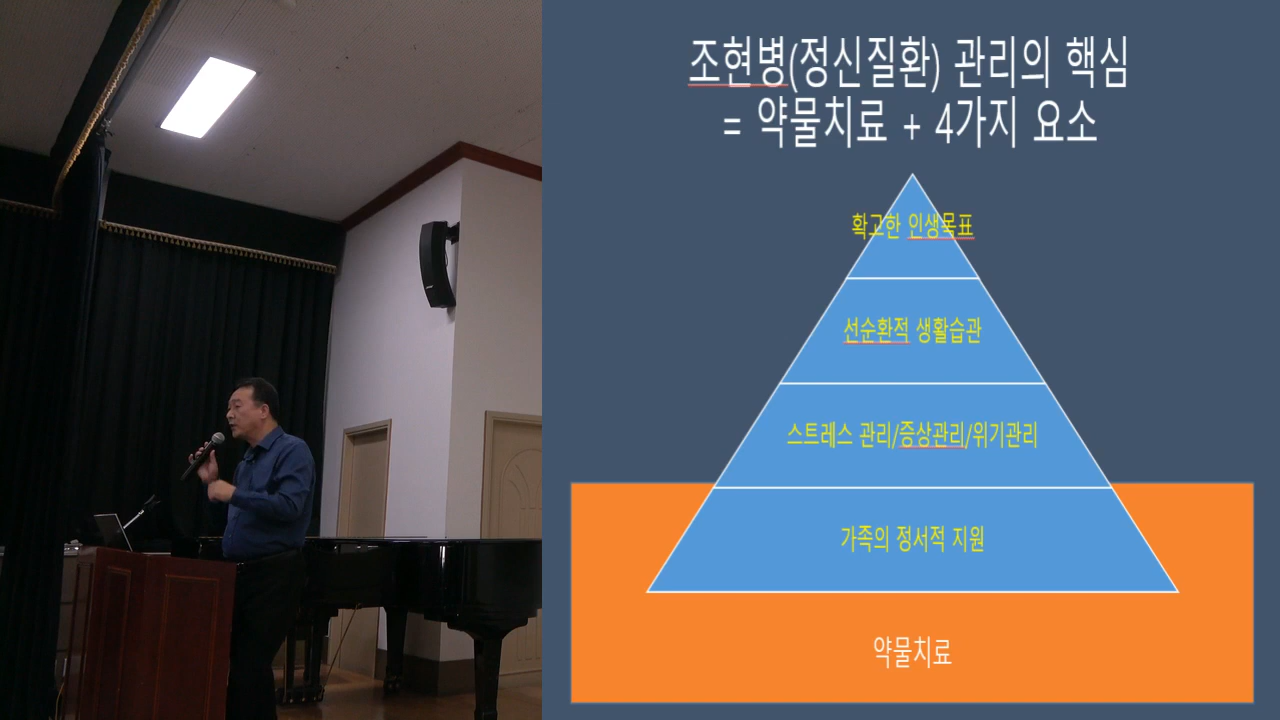 조현병(정신질환) 관리의 핵심
= 약물치료 + 4가지 요소
확고한 인생목표
선순환적 생활습관
스트레스 관리/증상관리/위기관리
가족의 정서적 지원
약물치료